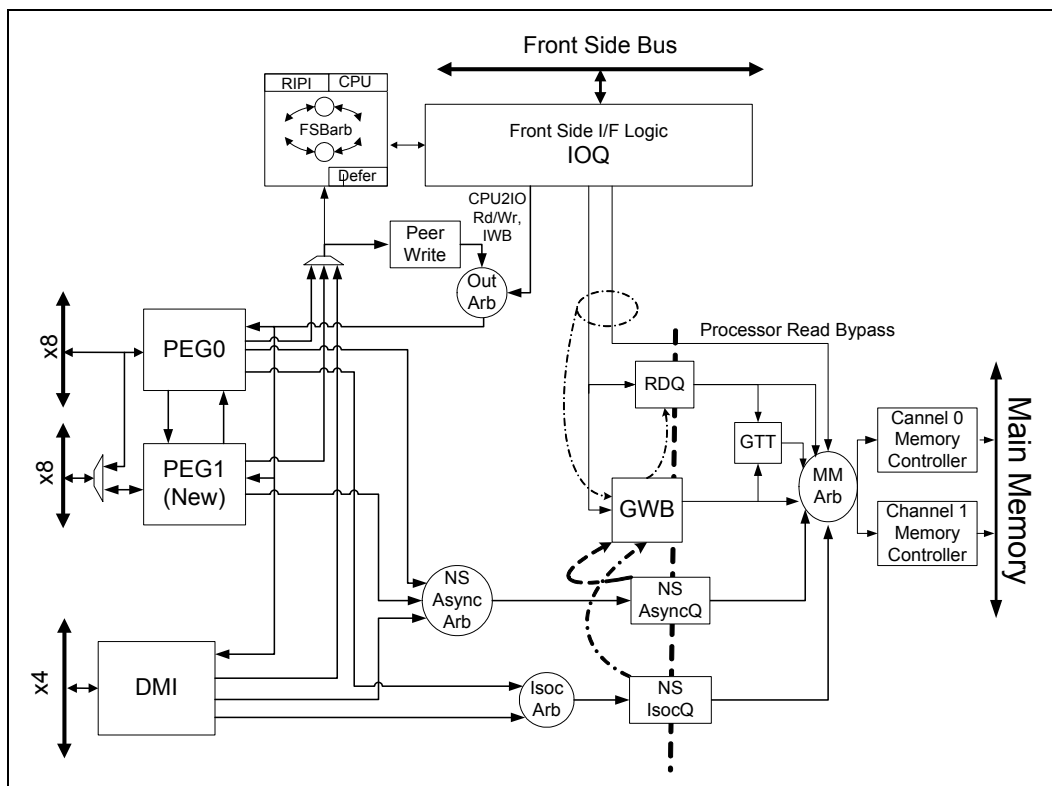 Front Side Bus
RIPI
CPU
FSBarb
Defer
Front Side I/F Logic
IOQ
CPU2IO
Rd/Wr,
IWB
Peer
Write
Out
Arb
Processor Read Bypass
x8
PEG0
RDQ
GTT
Cannel 0
Memory
Controller
x8
PEG1
(New)
GWB
MM
Arb
Channel 1
Memory
Controller
Main Memory
NS
Async
Arb
NS
AsyncQ
x4
DMI
Isoc
Arb
NS
IsocQ